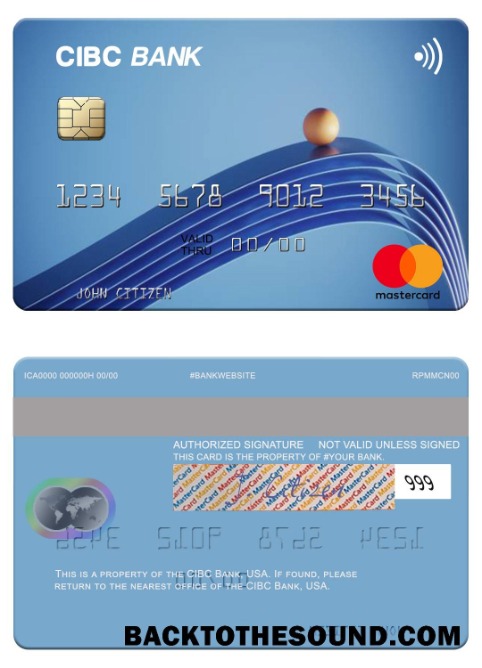 CIBC BANK
1234 5678 9012 3456
VALID THRU 00/00
JOHN CITIZEN
mastercard
ICA0000 000000H 00/00 #BANKWEBSITE RPMMCN00
AUTHORIZED SIGNATURE NOT VALID UNLESS SIGNED
THIS CARD IS THE PROPERTY OF #YOUR BANK.
MasterCard
999
THIS IS A PROPERTY OF THE CIBC BANK, USA. IF FOUND, PLEASE
RETURN TO THE NEAREST OFFICE OF THE CIBC BANK, USA.
BACKTOTHESOUND.COM